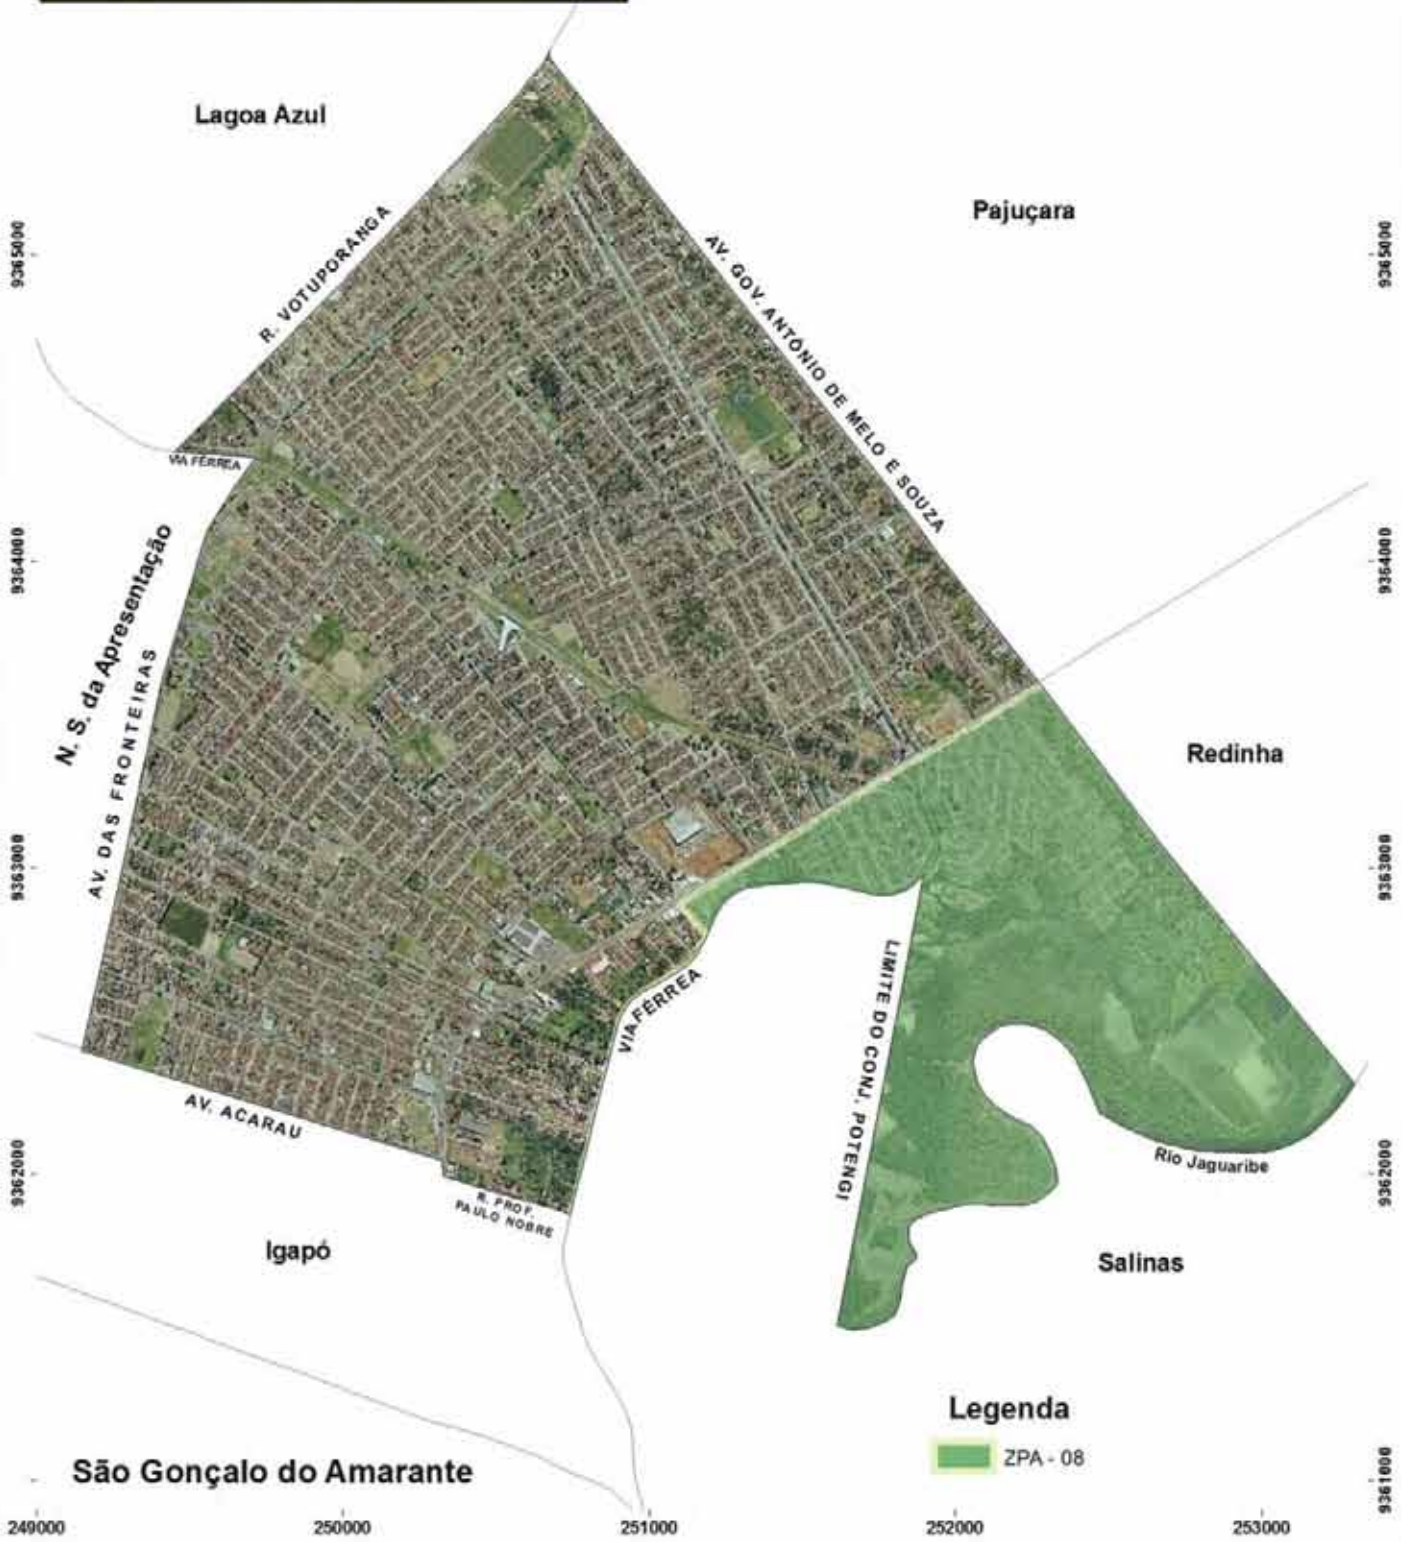 Lagoa Azul
Pajuçara
R. VOTUPORANGA
AV. GOV. ANTÔNIO DE MELO E SOUZA
9365000
9365000
VIA FÉRREA
N. S. da Apresentação
AV. DAS FRONTEIRAS
9364000
9364000
Redinha
9363000
9363000
VIA FÉRREA
LIMITE DO CONJ. POTENGI
AV. ACARAU
Rio Jaguaribe
R. PROF.
PAULO NOBRE
9362000
9362000
Igapó
Salinas
Legenda
ZPA - 08
São Gonçalo do Amarante
9361000
249000
250000
251000
252000
253000